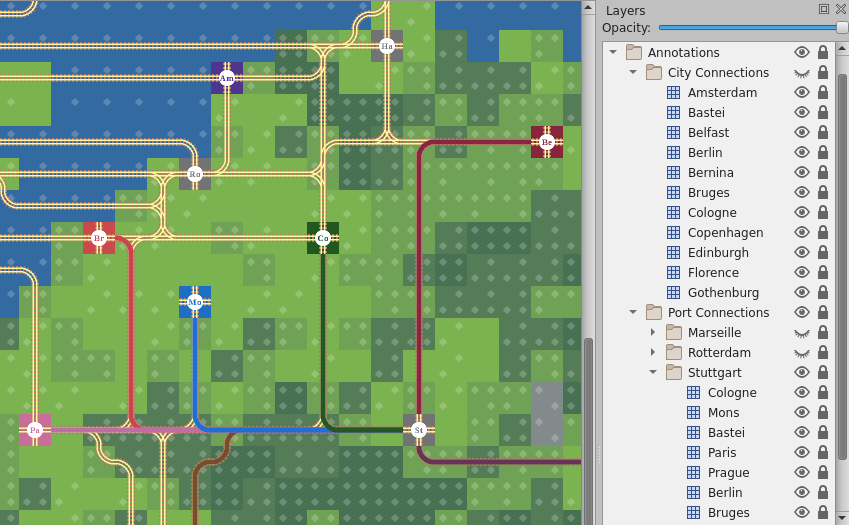 Layers
Opacity:
Annotations
City Connections
Amsterdam
Bastei
Belfast
Berlin
Bernina
Bruges
Cologne
Copenhagen
Edinburgh
Florence
Gothenburg
Port Connections
Marseille
Rotterdam
Stuttgart
Cologne
Mons
Bastei
Paris
Prague
Berlin
Bruges
Ha
Am
Be
Ro
Br
Co
Mo
Pa
St